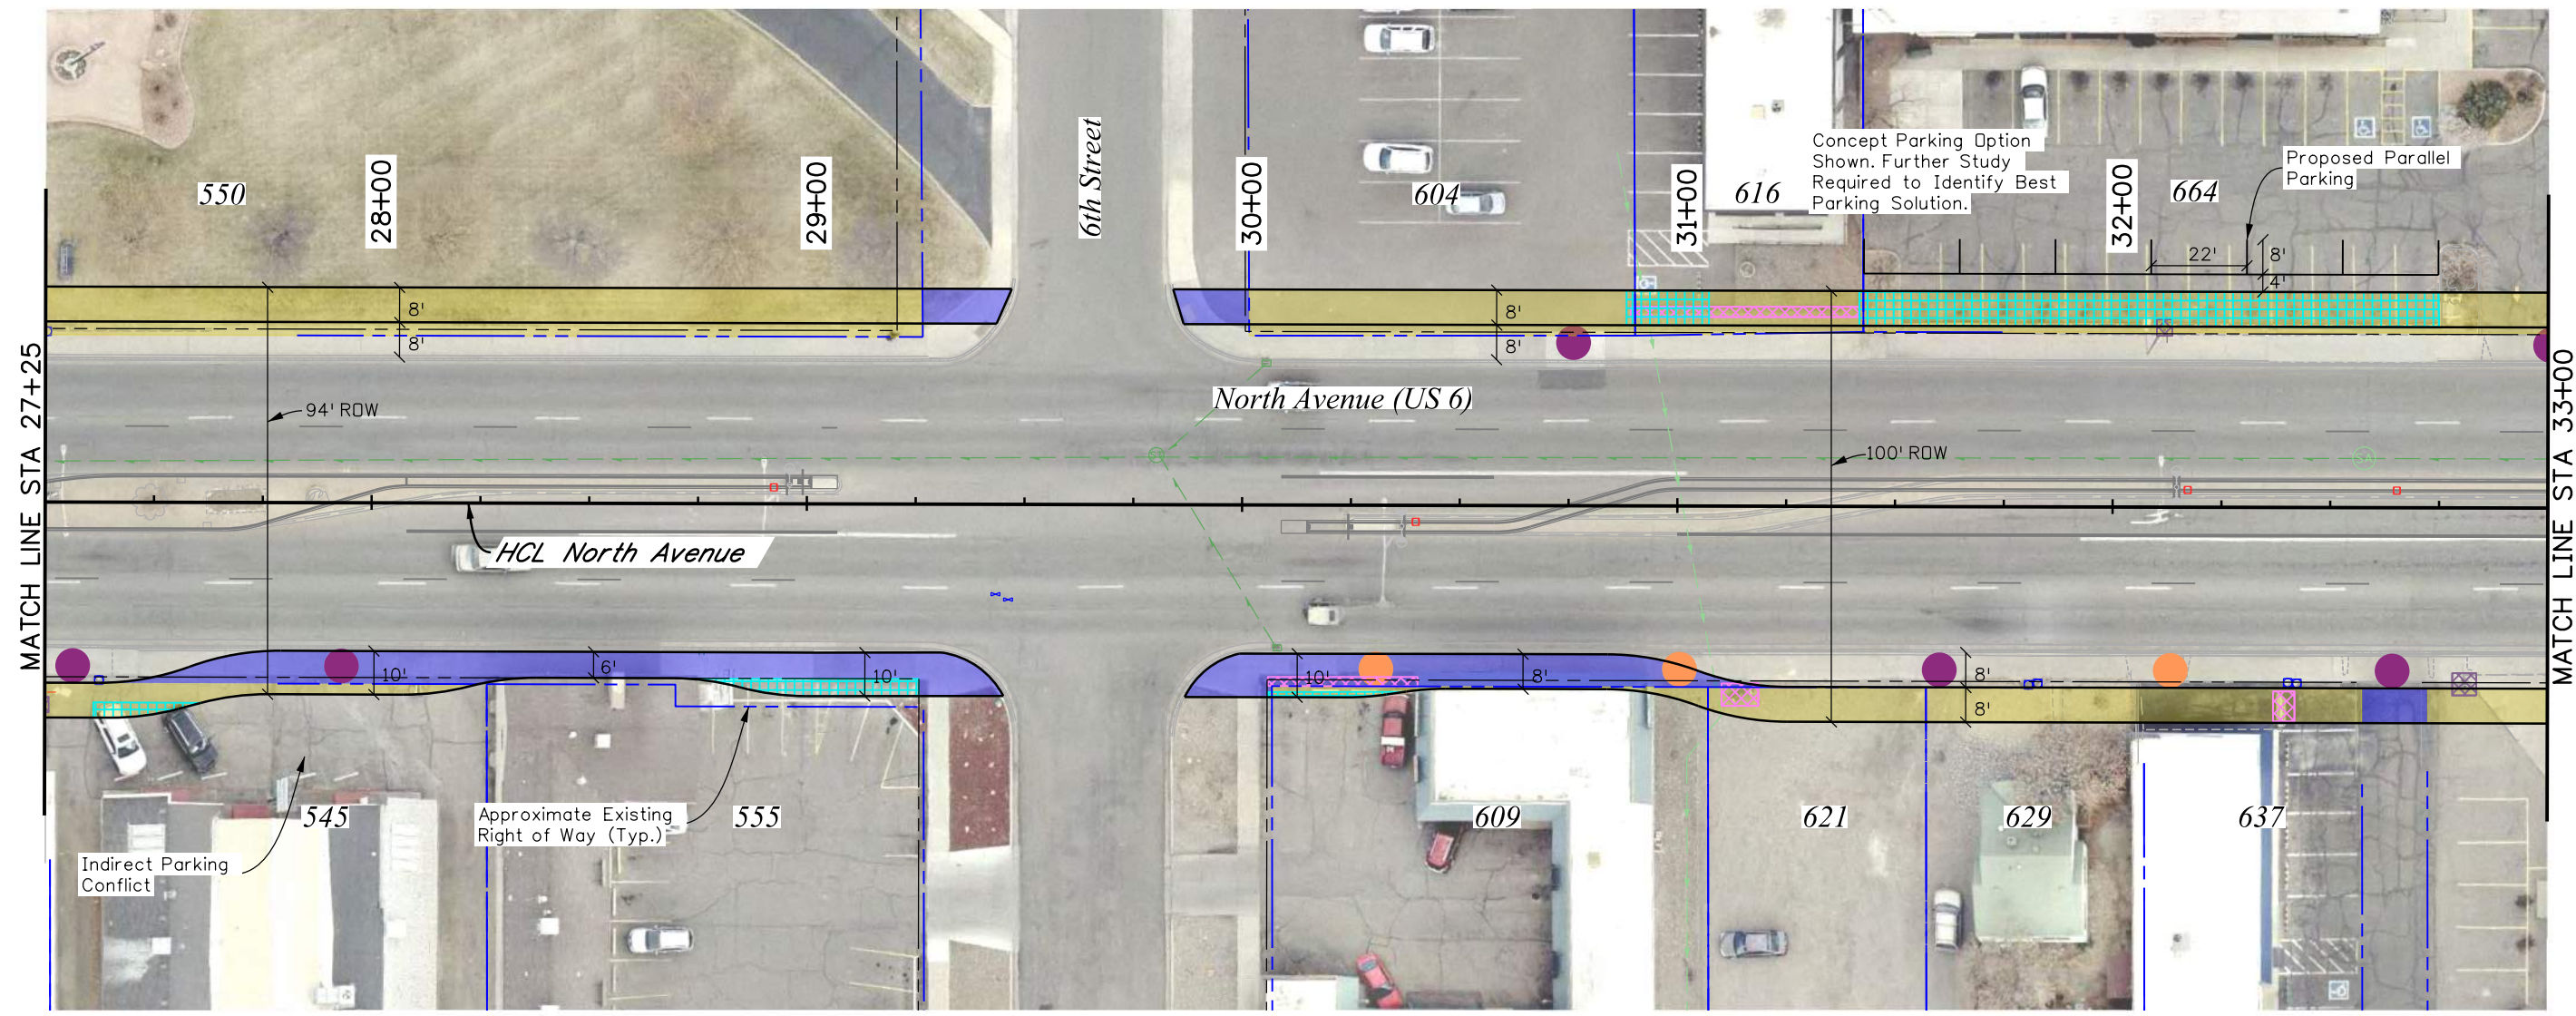 550
28+00
29+00
6th Street
30+00
604
31+00
616
Concept Parking Option
Shown. Further Study
Required to Identify Best
Parking Solution.
32+00
664
Proposed Parallel
Parking
22'
8'
4'
8'
8'
8'
8'
MATCH LINE STA 27+25
94' ROW
North Avenue (US 6)
100' ROW
MATCH LINE STA 33+00
HCL North Avenue
10'
6'
10'
10'
8'
8'
8'
545
Approximate Existing
Right of Way (Typ.)
555
609
621
629
637
Indirect Parking
Conflict